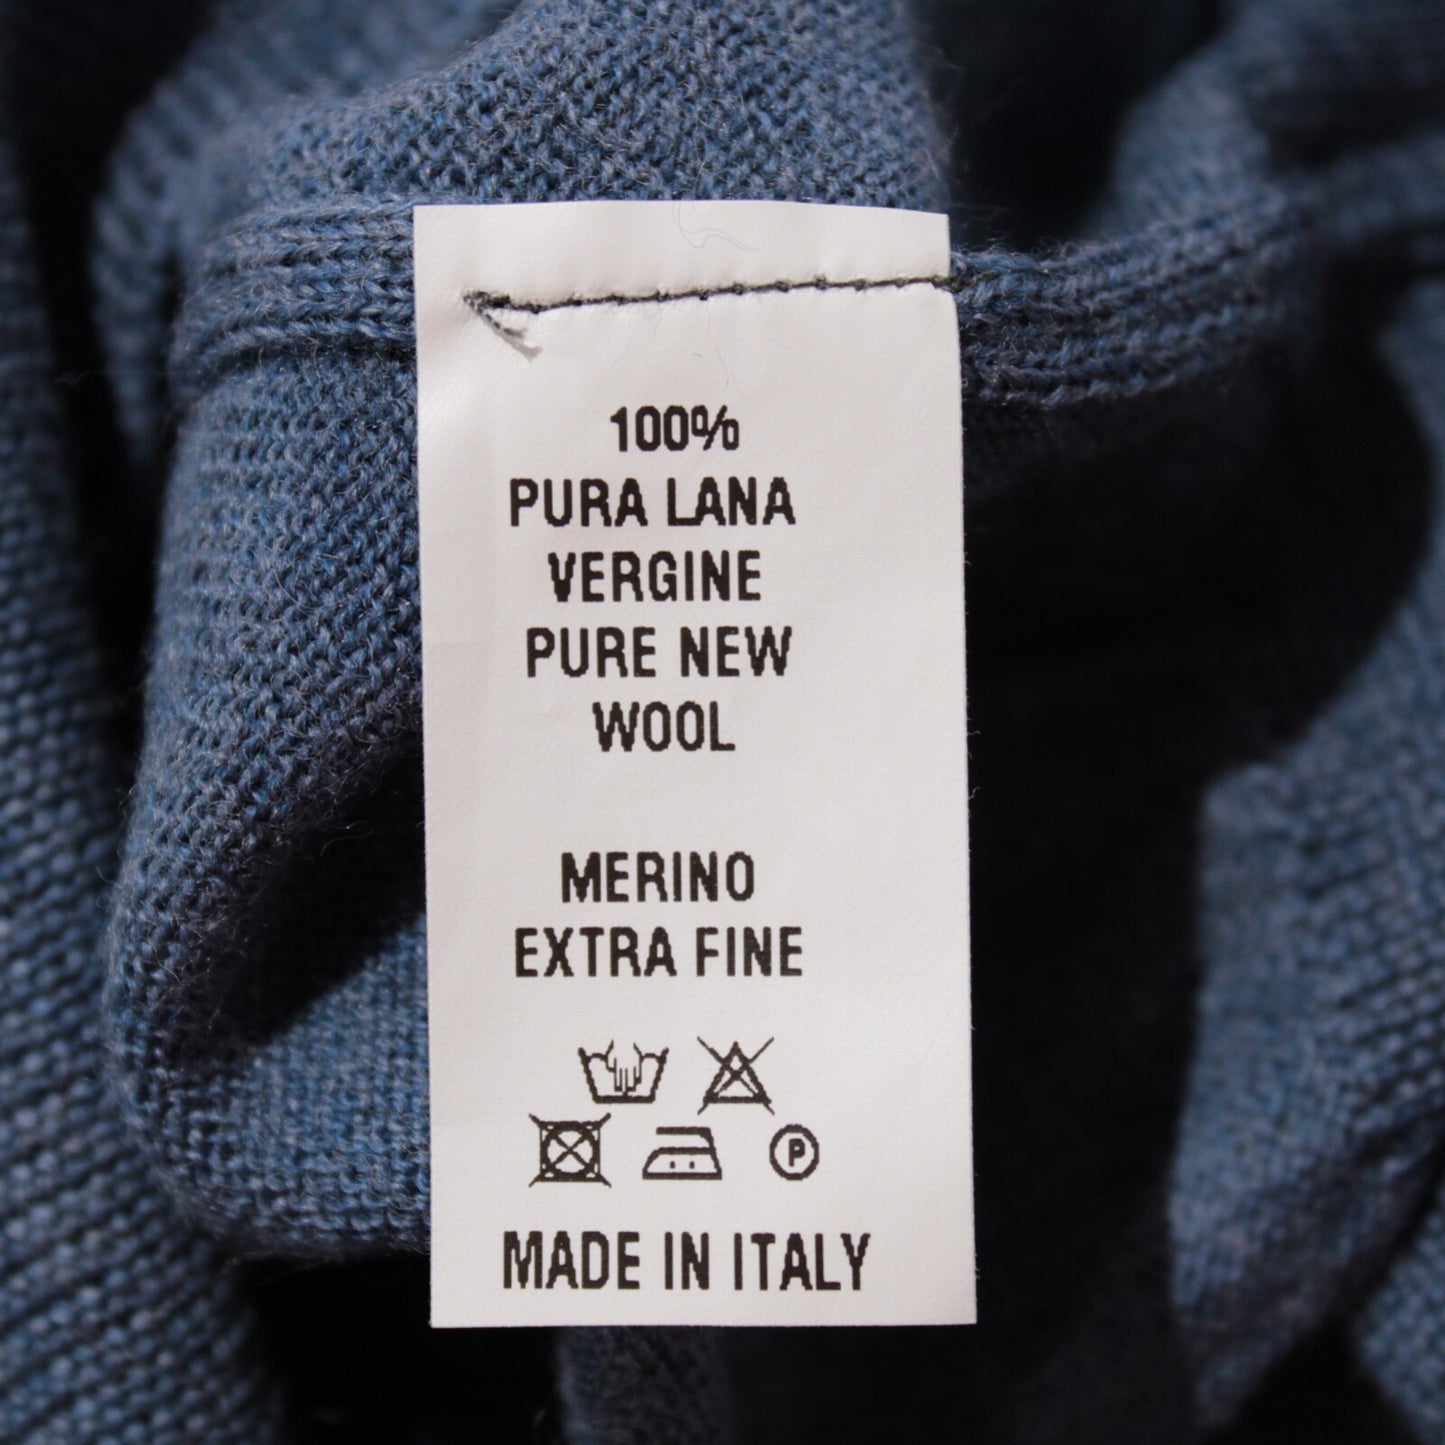 100%
PURA LANA
VERGINE
PURE NEW
WOOL
MERINO
EXTRA FINE
P
MADE IN ITALY